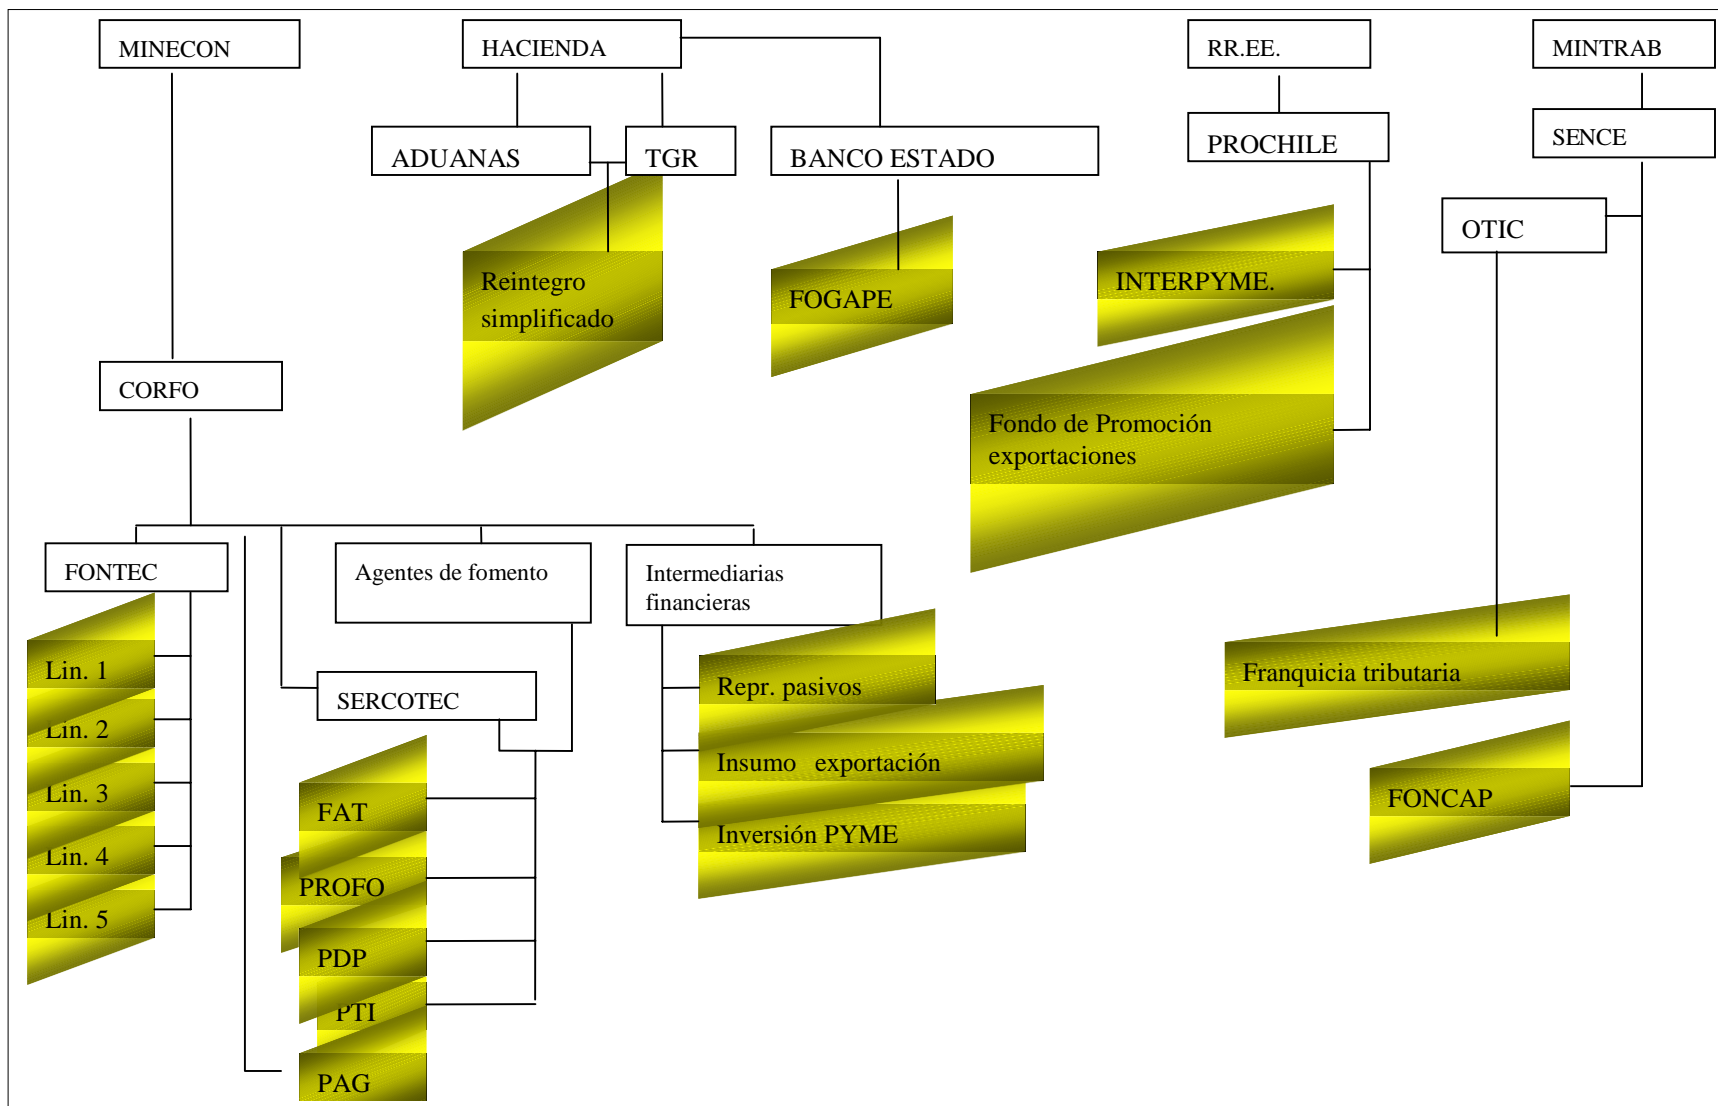 MINECON
HACIENDA
RR.EE.
MINTRAB
ADUANAS
TGR
BANCO ESTADO
PROCHILE
SENCE
OTIC
Reintegro
simplificado
FOGAPE
INTERPYME.
CORFO
Fondo de Promoción
exportaciones
FONTEC
Agentes de fomento
Intermediarias
financieras
Lin. 1
Lin. 2
Lin. 3
Lin. 4
Lin. 5
SERCOTEC
FAT
PROFO
PDP
PTI
PAG
Repr. pasivos
Insumo exportación
Inversión PYME
Franquicia tributaria
FONCAP